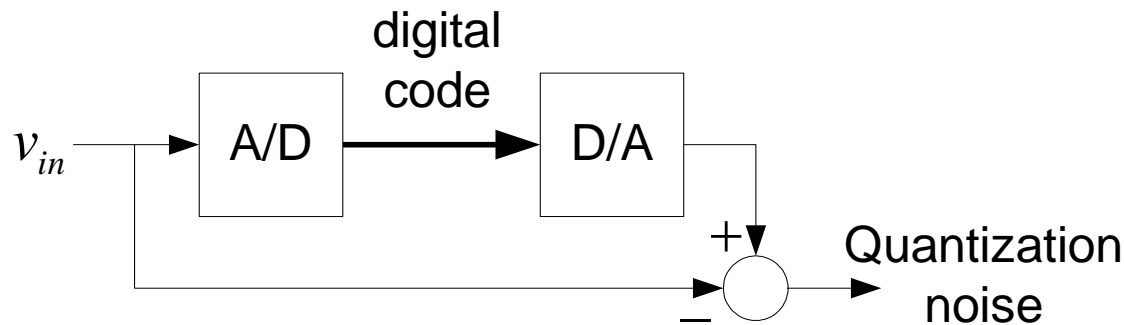 digital
code
v_in
A/D
D/A
+
−
Quantization
noise